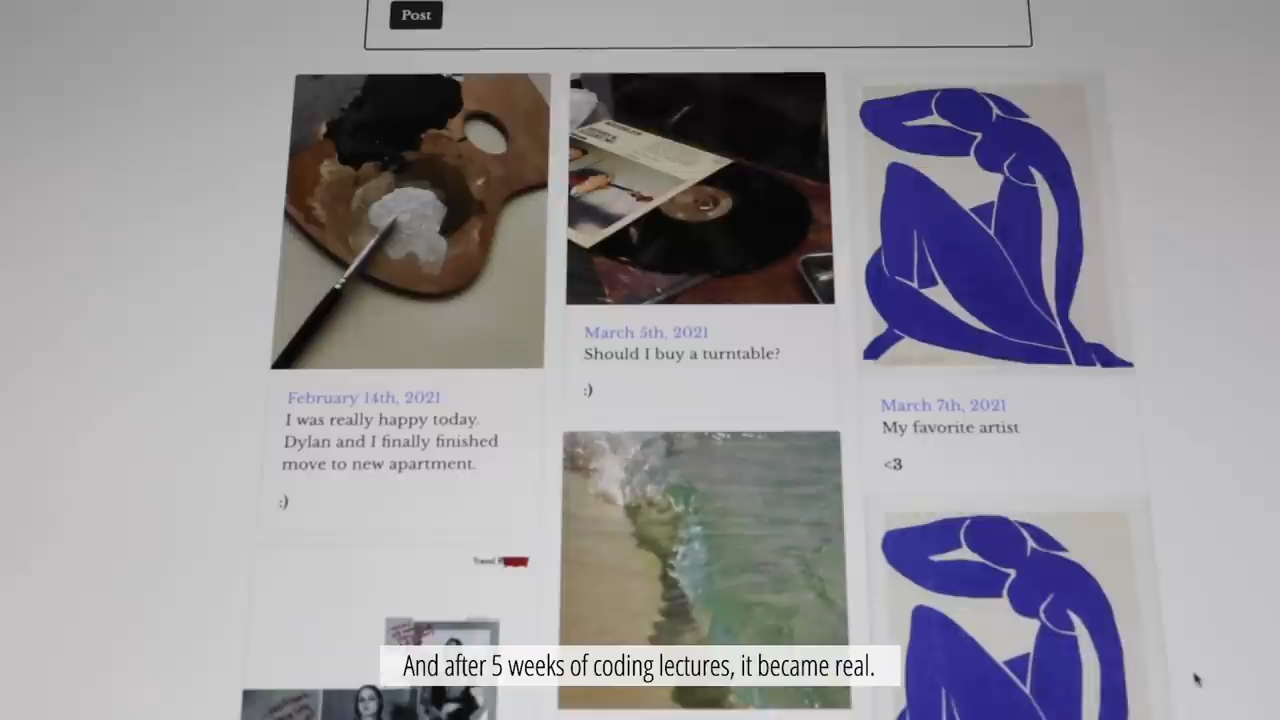 Post
February 14th, 2021
I was really happy today.
Dylan and I finally finished
move to new apartment.
:)
March 5th, 2021
Should I buy a turntable?
:)
March 7th, 2021
My favorite artist
<3
And after 5 weeks of coding lectures, it became real.